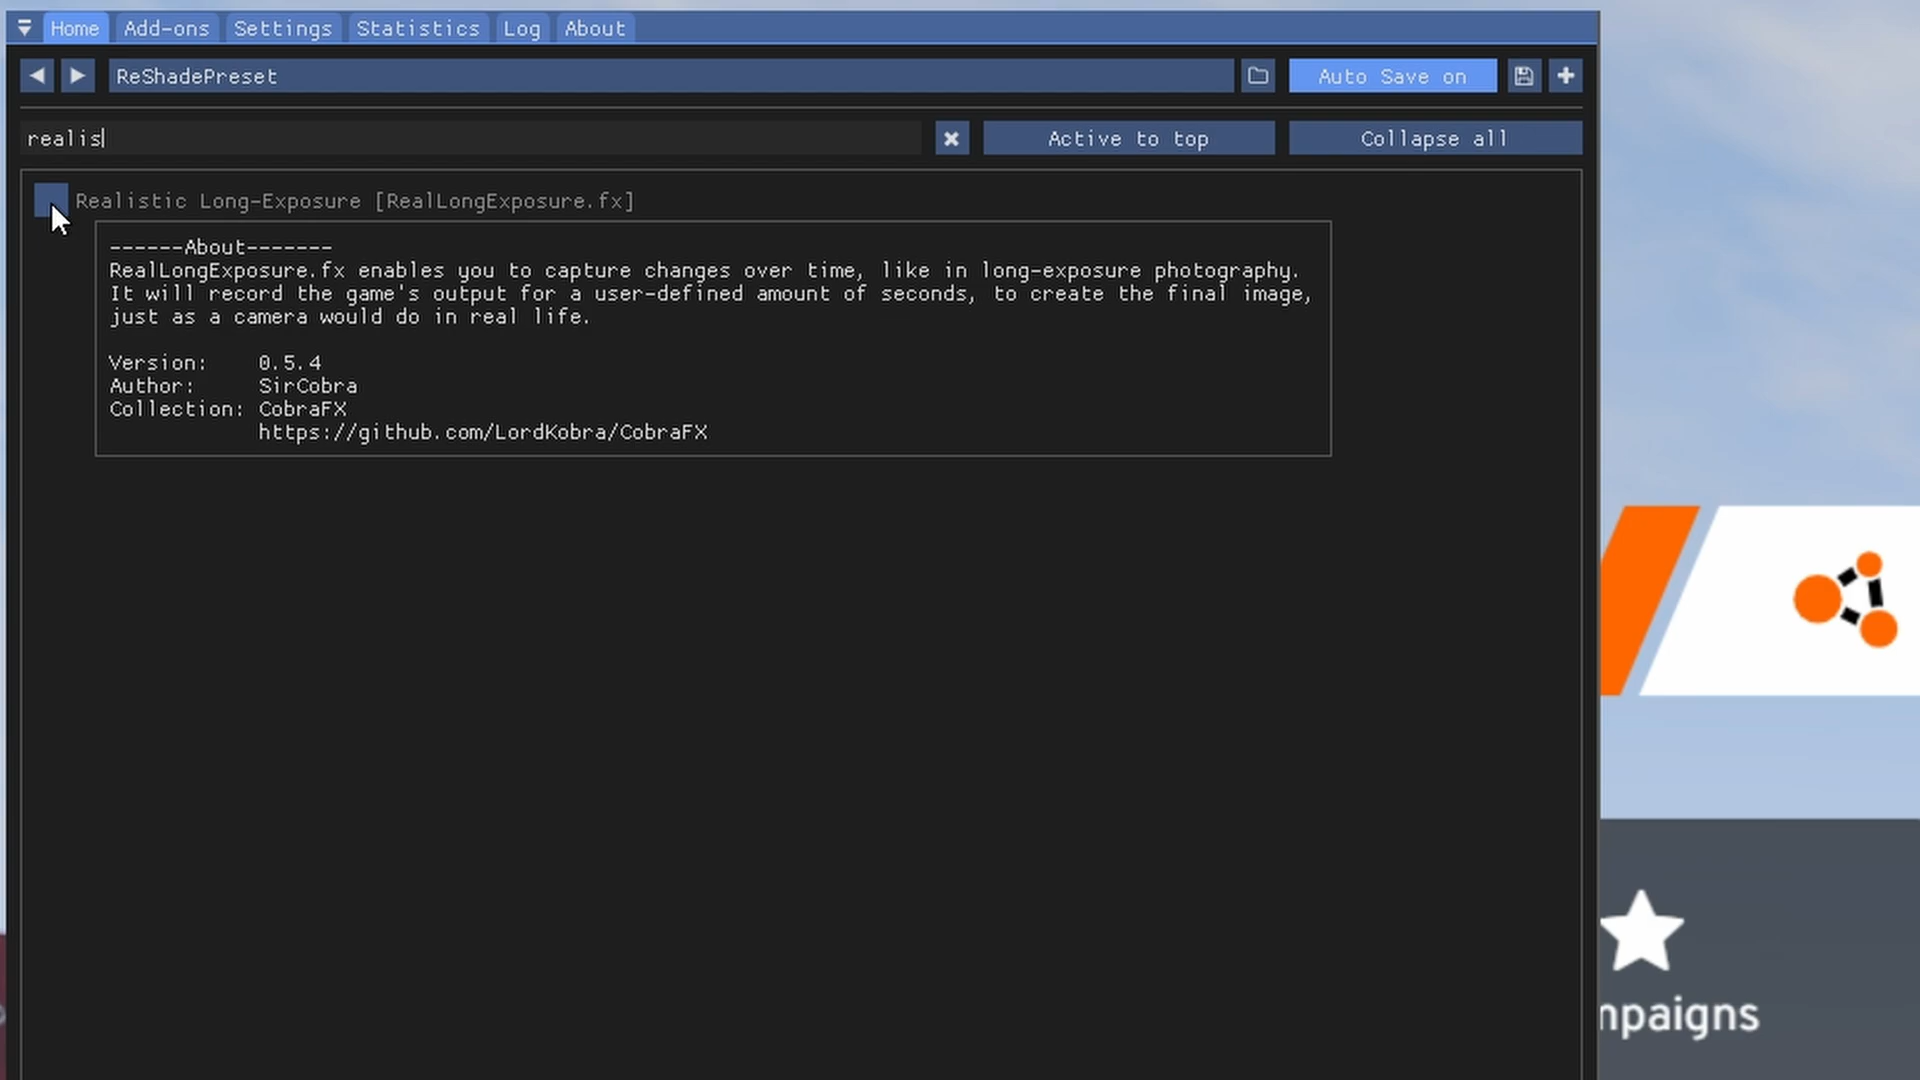 Home Add-ons Settings Statistics Log About
ReShadePreset
Auto Save on
realis
Active to top
Collapse all
Realistic Long-Exposure [RealLongExposure.fx]
------About-------
RealLongExposure.fx enables you to capture changes over time, like in long-exposure photography.
It will record the game's output for a user-defined amount of seconds, to create the final image,
just as a camera would do in real life.
Version: 0.5.4
Author: SirCobra
Collection: CobraFX
https://github.com/LordKobra/CobraFX
mpaigns